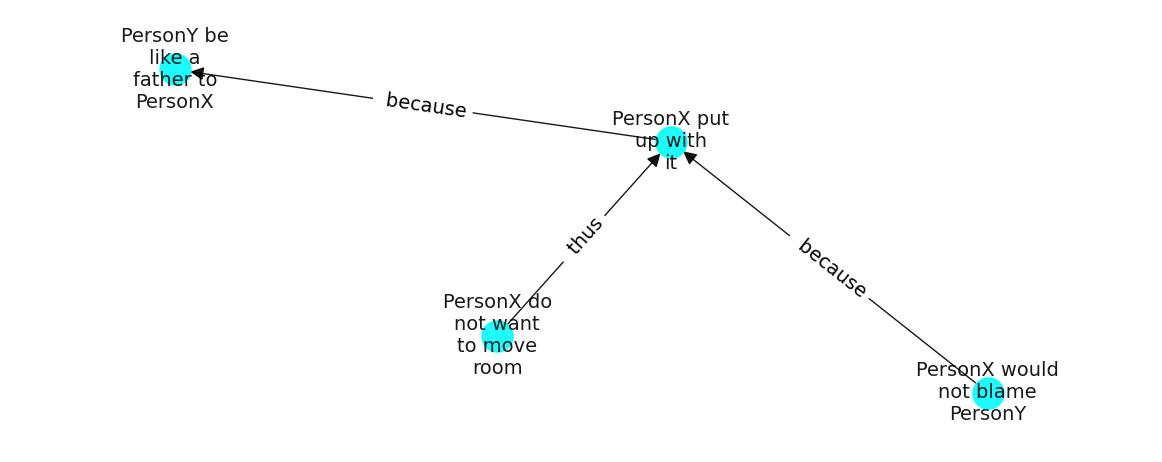 PersonY be
like a
father to
PersonX
because
PersonX put
up with
it
thus
because
PersonX do
not want
to move
room
PersonX would
not blame
PersonY